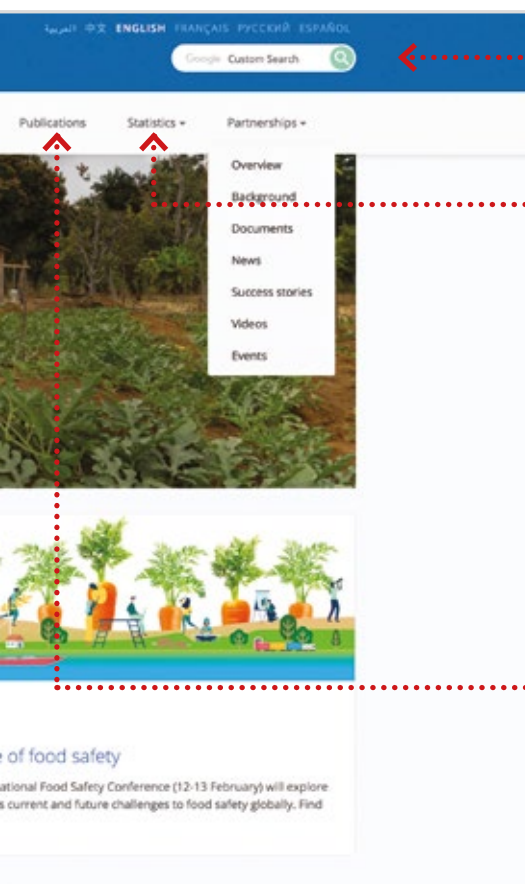 العربية 中文 ENGLISH FRANÇAIS РУССКИЙ ESPAÑOL
Google Custom Search
Publications Statistics Partnerships
Overview
Background
Documents
News
Success stories
Videos
Events
e of food safety
ational Food Safety Conference (12-13 February) will explore
s current and future challenges to food safety globally. Find